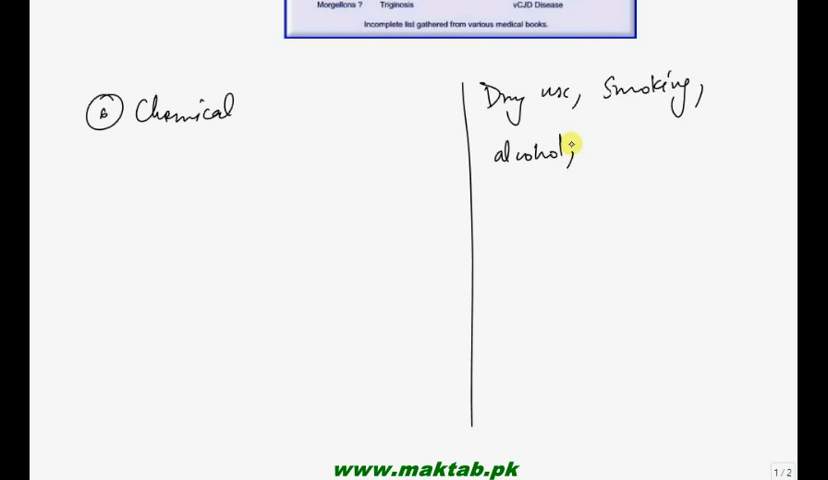 Morgellons ? Triginosis vCJD Disease
Incomplete list gathered from various medical books.
6 Chemical
Drug use, Smoking,
alcohol,
www.maktab.pk
1/2